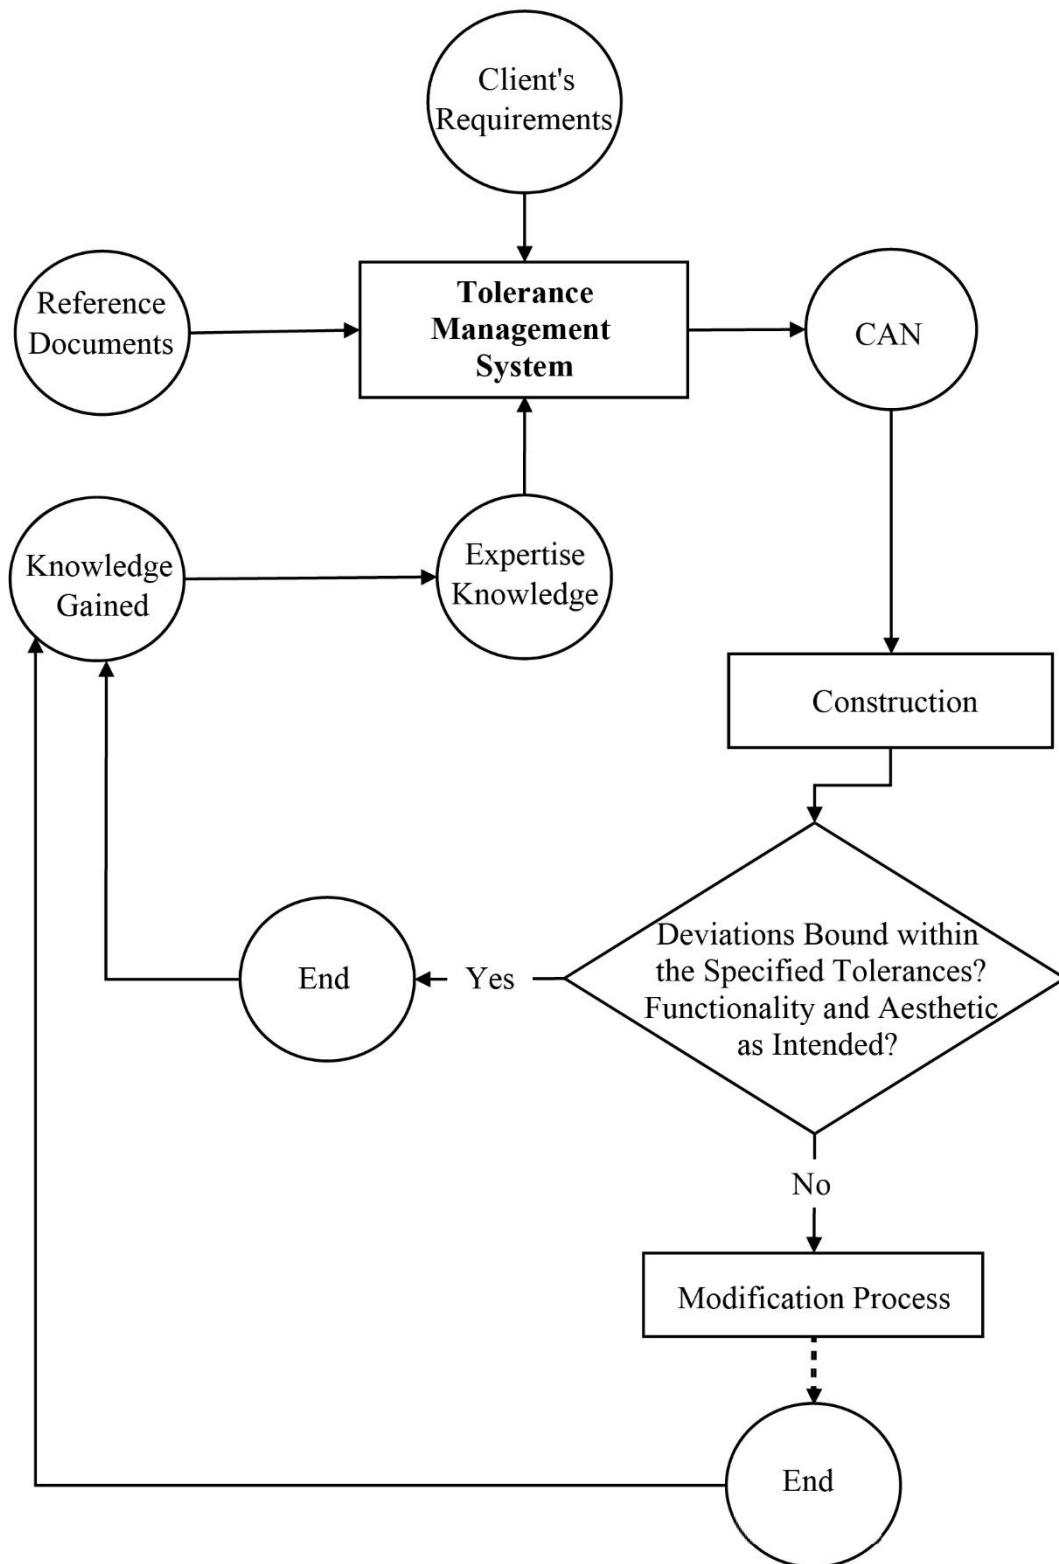 Client's
Requirements
Reference
Documents
Tolerance
Management
System
CAN
Knowledge
Gained
Expertise
Knowledge
Construction
Deviations Bound within
the Specified Tolerances?
Functionality and Aesthetic
as Intended?
Yes
End
No
Modification Process
End